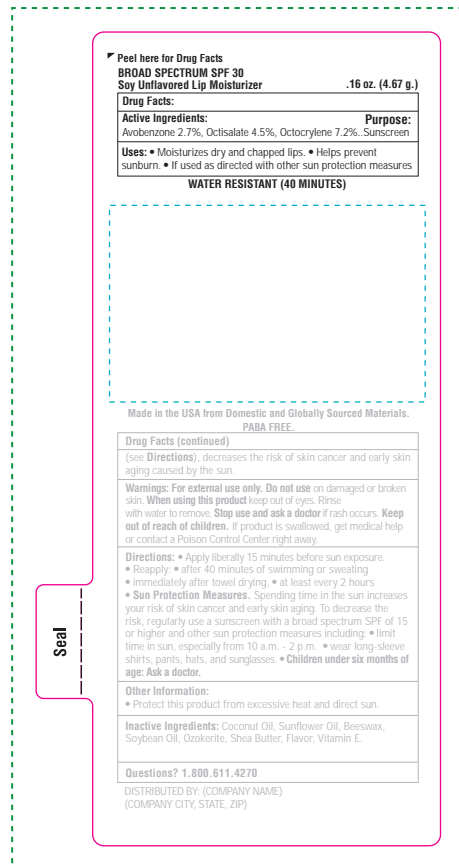 Peel here for Drug Facts
BROAD SPECTRUM SPF 30
Soy Unflavored Lip Moisturizer .16 oz. (4.67 g.)
Drug Facts:
Active Ingredients: Purpose:
Avobenzone 2.7%, Octisalate 4.5%, Octocrylene 7.2%..Sunscreen
Uses: • Moisturizes dry and chapped lips. • Helps prevent
sunburn. • If used as directed with other sun protection measures
WATER RESISTANT (40 MINUTES)
Made in the USA from Domestic and Globally Sourced Materials.
PABA FREE.
Drug Facts (continued)
(see Directions), decreases the risk of skin cancer and early skin
aging caused by the sun.
Warnings: For external use only. Do not use on damaged or broken
skin. When using this product keep out of eyes. Rinse
with water to remove. Stop use and ask a doctor if rash occurs. Keep
out of reach of children. If product is swallowed, get medical help
or contact a Poison Control Center right away.
Directions: • Apply liberally 15 minutes before sun exposure.
• Reapply: • after 40 minutes of swimming or sweating
• immediately after towel drying, • at least every 2 hours
• Sun Protection Measures. Spending time in the sun increases
your risk of skin cancer and early skin aging. To decrease the
risk, regularly use a sunscreen with a broad spectrum SPF of 15
or higher and other sun protection measures including: • limit
time in sun, especially from 10 a.m. - 2 p.m. • wear long-sleeve
shirts, pants, hats, and sunglasses. • Children under six months of
age: Ask a doctor.
Other Information:
• Protect this product from excessive heat and direct sun.
Inactive Ingredients: Coconut Oil, Sunflower Oil, Beeswax,
Soybean Oil, Ozokerite, Shea Butter, Flavor, Vitamin E.
Questions? 1.800.611.4270
DISTRIBUTED BY: (COMPANY NAME)
(COMPANY CITY, STATE, ZIP)
Seal